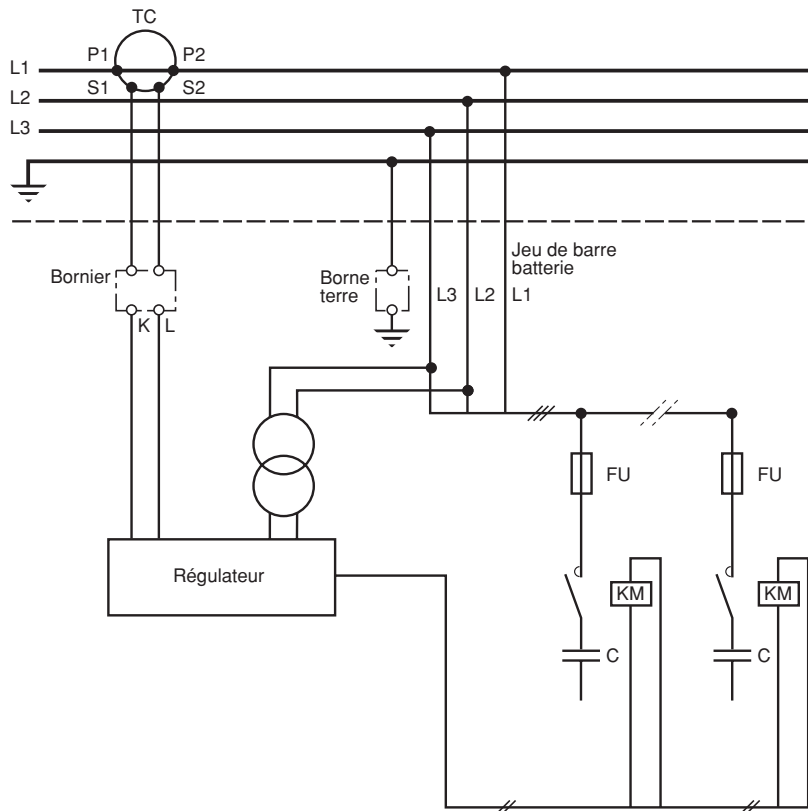 TC
P1 P2
L1
S1 S2
L2
L3
Jeu de barre
batterie
Bornier
Borne
terre
L3 L2 L1
K L
FU FU
Régulateur
KM KM
C C